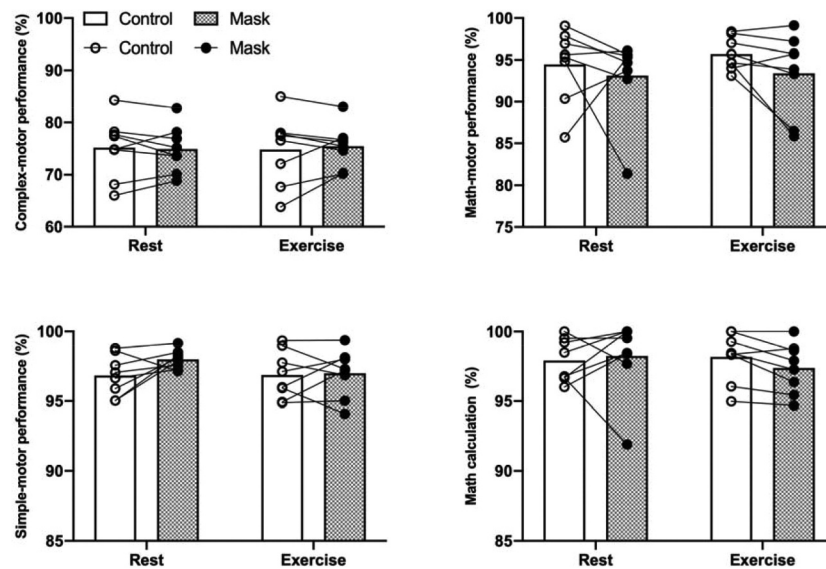 Control Mask
Control Mask
Complex-motor performance (%)
100
90
80
70
60
Rest Exercise
Math-motor performance (%)
100
95
90
85
80
75
Rest Exercise
Simple-motor performance (%)
100
95
90
85
Rest Exercise
Math calculation (%)
100
95
90
85
Rest Exercise